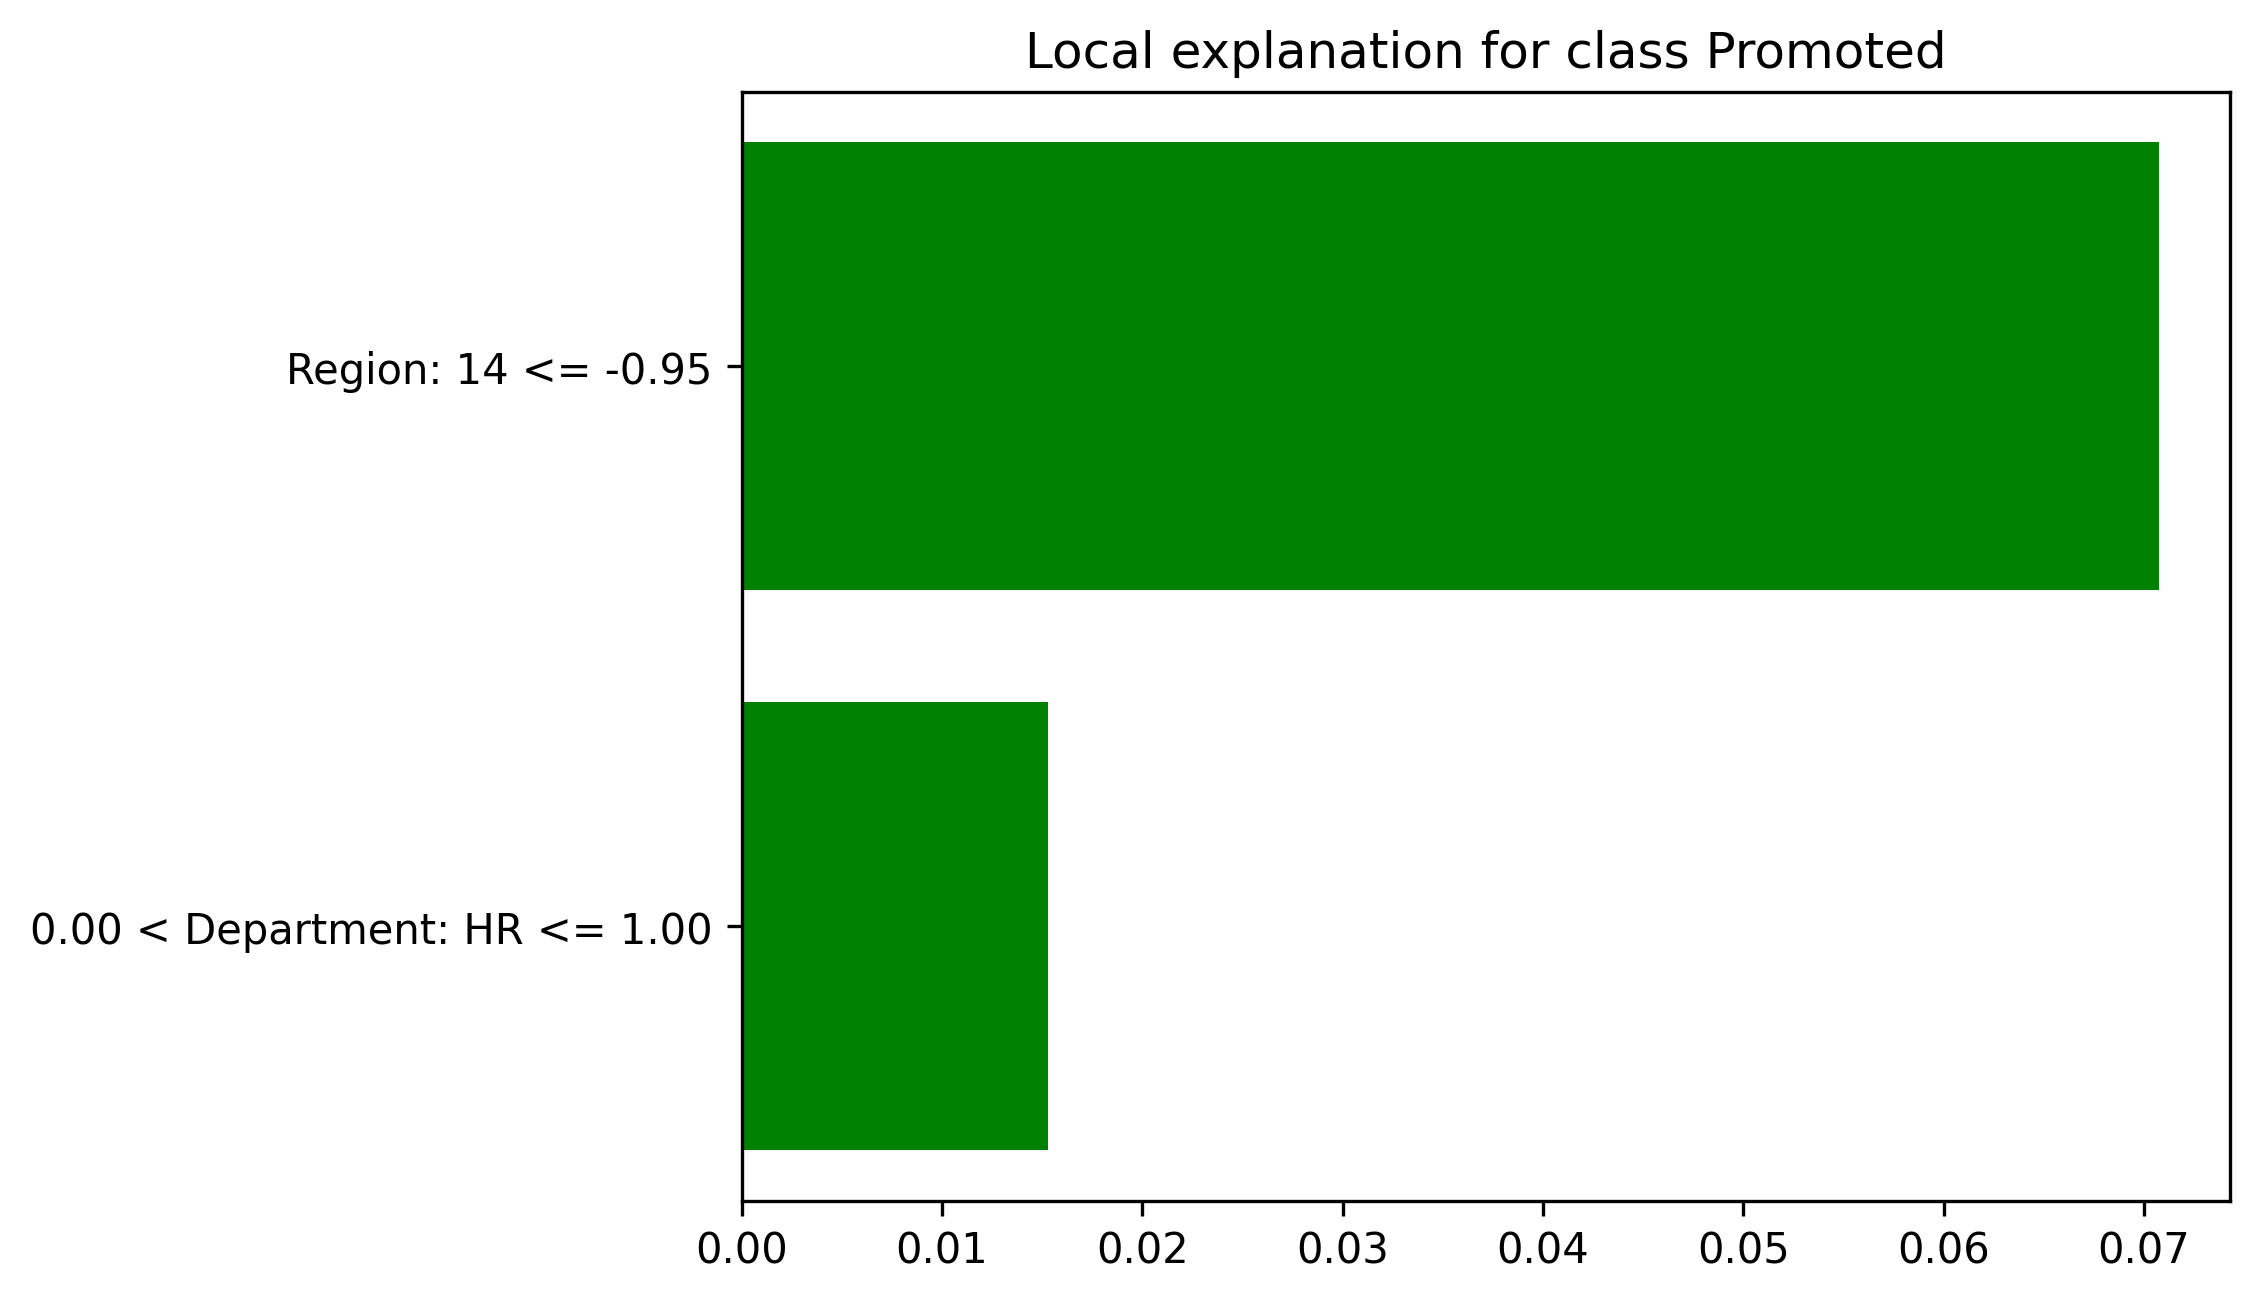 Local explanation for class Promoted
Region: 14 <= -0.95
0.00 < Department: HR <= 1.00
0.00 0.01 0.02 0.03 0.04 0.05 0.06 0.07